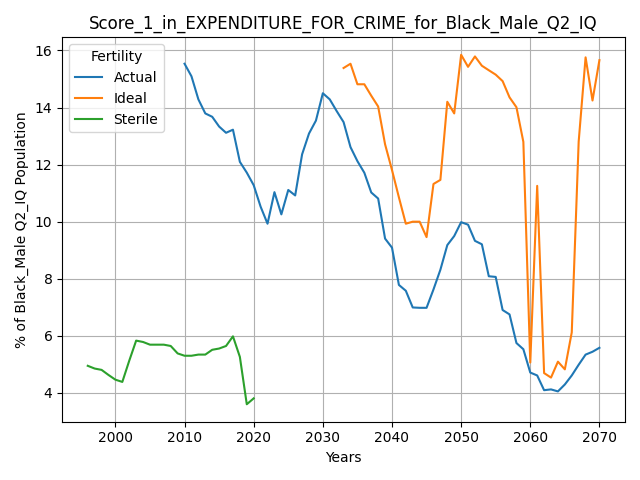 Score_1_in_EXPENDITURE_FOR_CRIME_for_Black_Male_Q2_IQ
Fertility
Actual
Ideal
Sterile
% of Black_Male Q2_IQ Population
16
14
12
10
8
6
4
2000
2010
2020
2030
2040
2050
2060
2070
Years